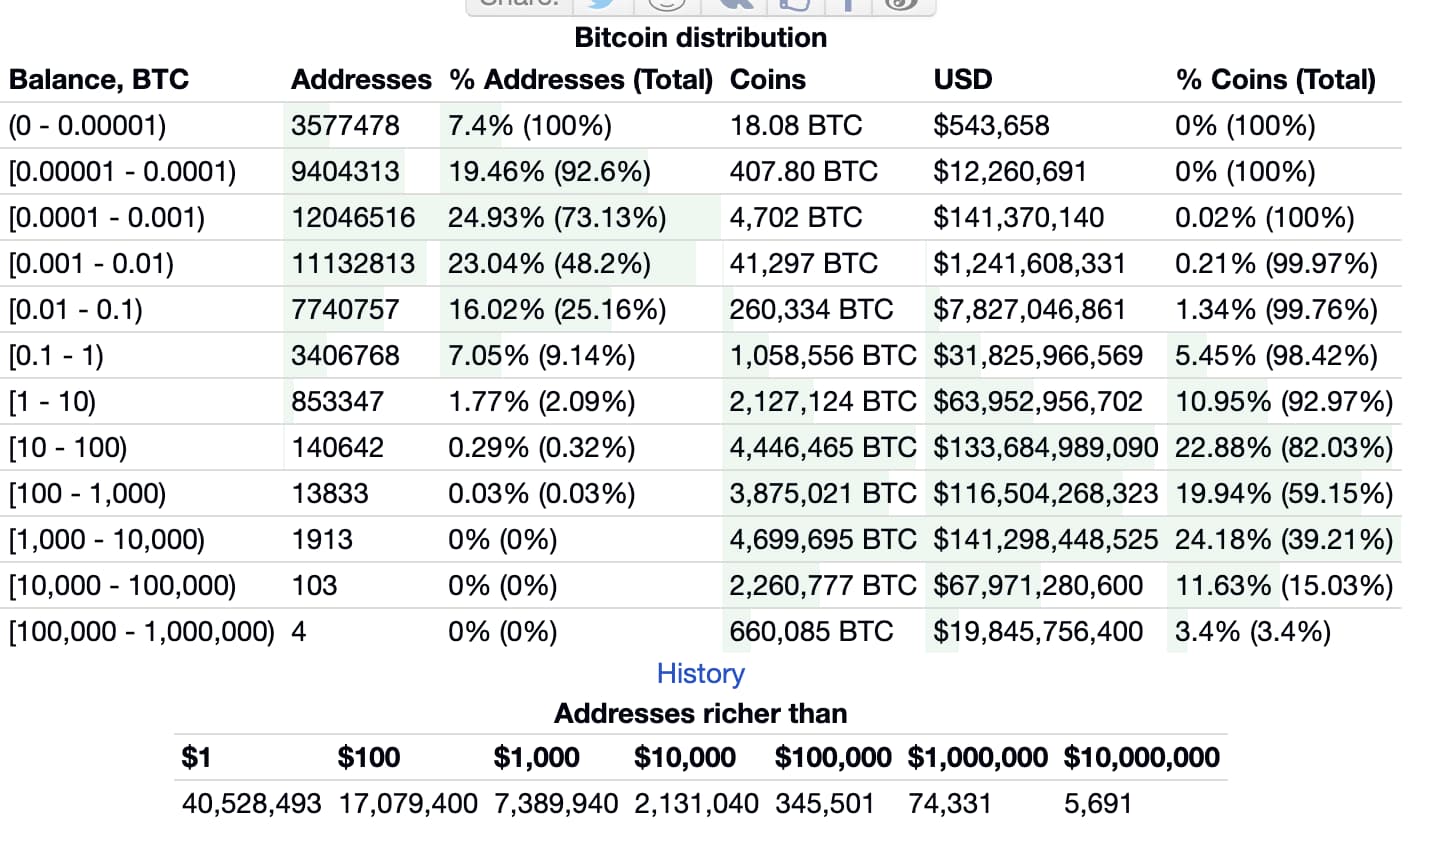 Share:
Bitcoin distribution
Balance, BTC Addresses % Addresses (Total) Coins USD % Coins (Total)
(0 - 0.00001) 3577478 7.4% (100%) 18.08 BTC $543,658 0% (100%)
[0.00001 - 0.0001) 9404313 19.46% (92.6%) 407.80 BTC $12,260,691 0% (100%)
[0.0001 - 0.001) 12046516 24.93% (73.13%) 4,702 BTC $141,370,140 0.02% (100%)
[0.001 - 0.01) 11132813 23.04% (48.2%) 41,297 BTC $1,241,608,331 0.21% (99.97%)
[0.01 - 0.1) 7740757 16.02% (25.16%) 260,334 BTC $7,827,046,861 1.34% (99.76%)
[0.1 - 1) 3406768 7.05% (9.14%) 1,058,556 BTC $31,825,966,569 5.45% (98.42%)
[1 - 10) 853347 1.77% (2.09%) 2,127,124 BTC $63,952,956,702 10.95% (92.97%)
[10 - 100) 140642 0.29% (0.32%) 4,446,465 BTC $133,684,989,090 22.88% (82.03%)
[100 - 1,000) 13833 0.03% (0.03%) 3,875,021 BTC $116,504,268,323 19.94% (59.15%)
[1,000 - 10,000) 1913 0% (0%) 4,699,695 BTC $141,298,448,525 24.18% (39.21%)
[10,000 - 100,000) 103 0% (0%) 2,260,777 BTC $67,971,280,600 11.63% (15.03%)
[100,000 - 1,000,000) 4 0% (0%) 660,085 BTC $19,845,756,400 3.4% (3.4%)
History
Addresses richer than
$1 $100 $1,000 $10,000 $100,000 $1,000,000 $10,000,000
40,528,493 17,079,400 7,389,940 2,131,040 345,501 74,331 5,691